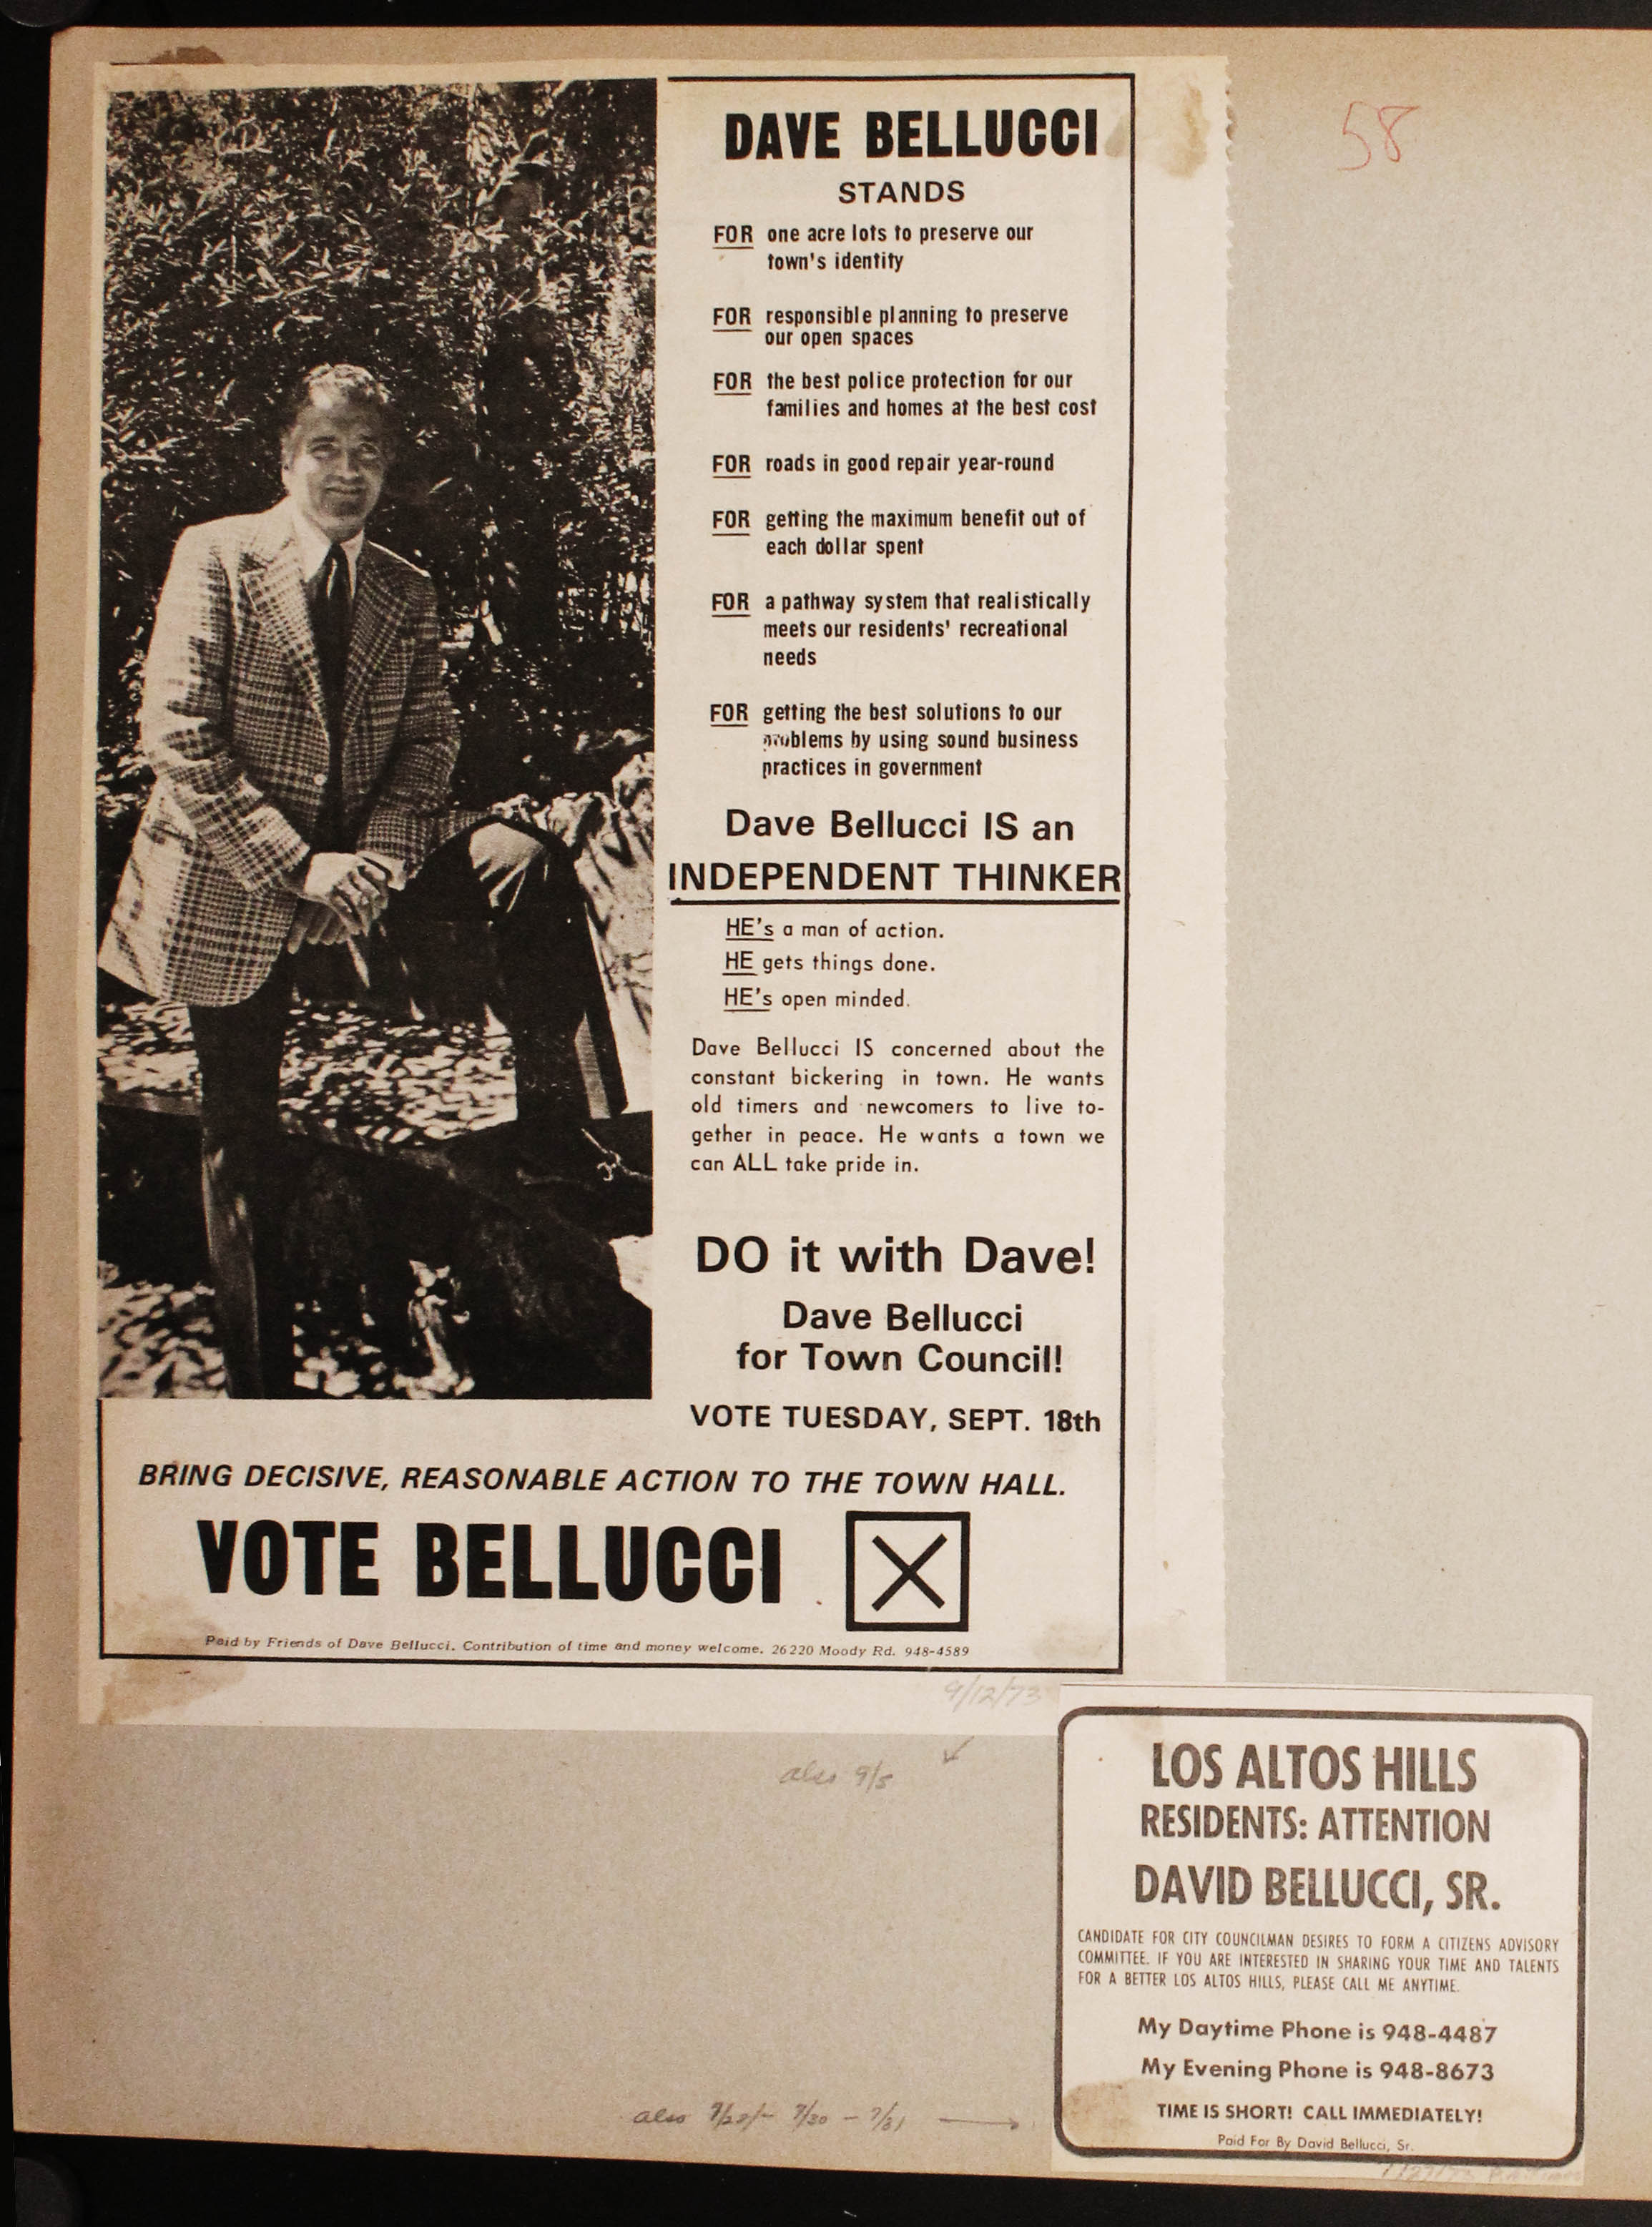 58
DAVE BELLUCCI
STANDS
FOR one acre lots to preserve our
town's identity
FOR responsible planning to preserve
our open spaces
FOR the best police protection for our
families and homes at the best cost
FOR roads in good repair year-round
FOR getting the maximum benefit out of
each dollar spent
FOR a pathway system that realistically
meets our residents' recreational
needs
FOR getting the best solutions to our
problems by using sound business
practices in government
Dave Bellucci IS an
INDEPENDENT THINKER
HE's a man of action.
HE gets things done.
HE's open minded.
Dave Bellucci IS concerned about the
constant bickering in town. He wants
old timers and newcomers to live to-
gether in peace. He wants a town we
can ALL take pride in.
DO it with Dave!
Dave Bellucci
for Town Council!
VOTE TUESDAY, SEPT. 18th
BRING DECISIVE, REASONABLE ACTION TO THE TOWN HALL.
VOTE BELLUCCI
Paid by Friends of Dave Bellucci. Contribution of time and money welcome. 26220 Moody Rd. 948-4589
9/12/73
also 9/5
LOS ALTOS HILLS
RESIDENTS: ATTENTION
DAVID BELLUCCI, SR.
CANDIDATE FOR CITY COUNCILMAN DESIRES TO FORM A CITIZENS ADVISORY
COMMITTEE. IF YOU ARE INTERESTED IN SHARING YOUR TIME AND TALENTS
FOR A BETTER LOS ALTOS HILLS, PLEASE CALL ME ANYTIME.
My Daytime Phone is 948-4487
My Evening Phone is 948-8673
TIME IS SHORT! CALL IMMEDIATELY!
Paid For By David Bellucci, Sr.
also 7/30 - 7/31